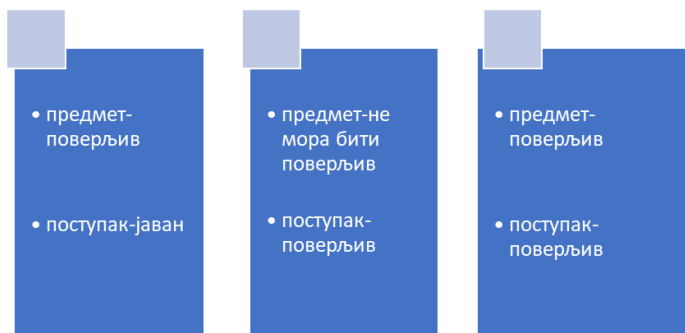 • предмет-
поверљив
• поступак-јаван
• предмет-не
мора бити
поверљив
• поступак-
поверљив
• предмет-
поверљив
• поступак-
поверљив